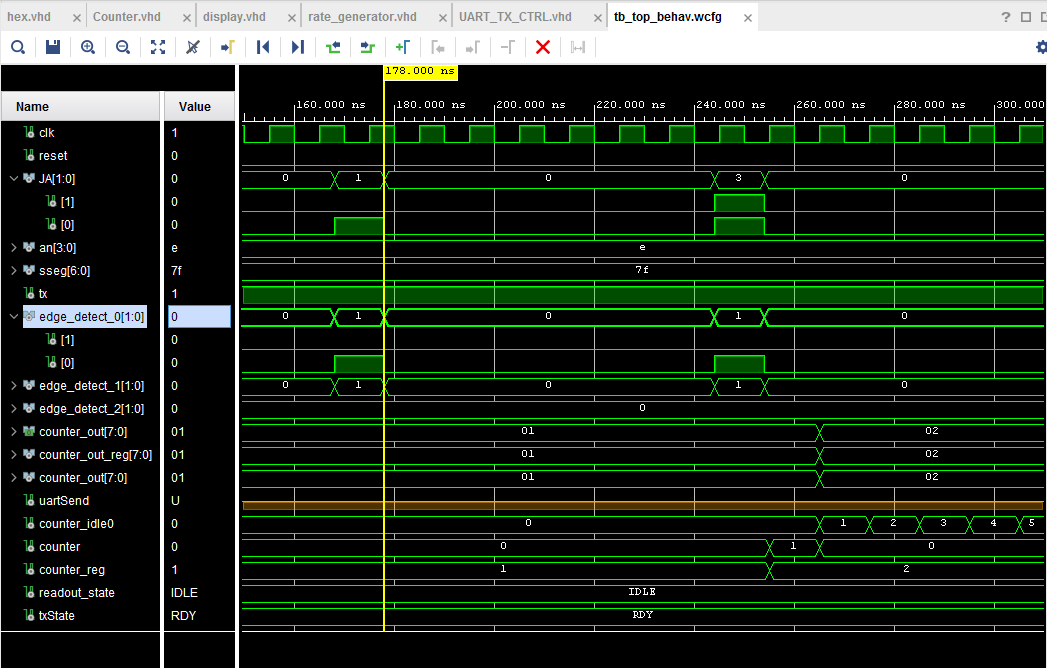 hex.vhd × Counter.vhd × display.vhd × rate_generator.vhd × UART_TX_CTRL.vhd × tb_top_behav.wcfg × ?
178.000 ns
160.000 ns 180.000 ns 200.000 ns 220.000 ns 240.000 ns 260.000 ns 280.000 ns 300.000
Name Value
clk 1
reset 0
JA[1:0] 0 0 1 0 3 0
[1] 0
[0] 0
an[3:0] e e
sseg[6:0] 7f 7f
tx 1
edge_detect_0[1:0] 0 0 1 0 1 0
[1] 0
[0] 0
edge_detect_1[1:0] 0 0 1 0 1 0
edge_detect_2[1:0] 0 0
counter_out[7:0] 01 01 02
counter_out_reg[7:0] 01 01 02
counter_out[7:0] 01 01 02
uartSend U
counter_idle0 0 0 1 2 3 4 5
counter 0 0 1 0
counter_reg 1 1 2
readout_state IDLE IDLE
txState RDY RDY